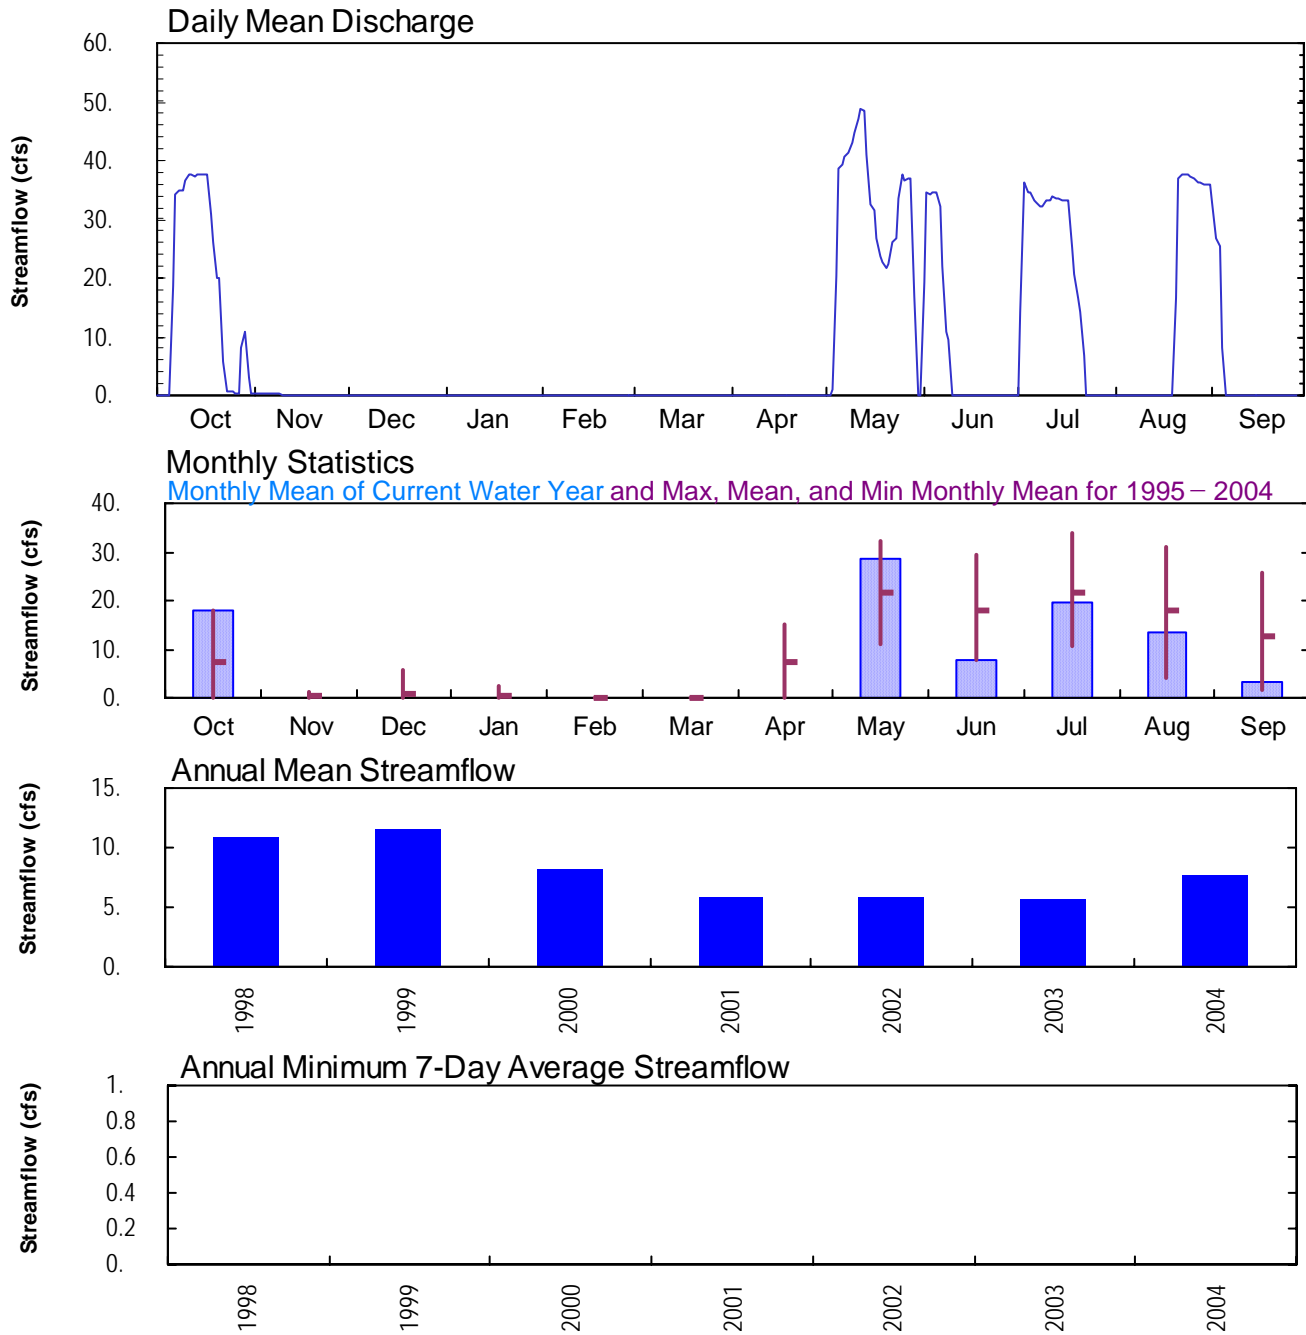 Daily Mean Discharge
Streamflow (cfs)
60.
50.
40.
30.
20.
10.
0.
Oct Nov Dec Jan Feb Mar Apr May Jun Jul Aug Sep
Monthly Statistics
Monthly Mean of Current Water Year and Max, Mean, and Min Monthly Mean for 1995 – 2004
Streamflow (cfs)
40.
30.
20.
10.
0.
Oct Nov Dec Jan Feb Mar Apr May Jun Jul Aug Sep
Annual Mean Streamflow
Streamflow (cfs)
15.
10.
5.
0.
1998 1999 2000 2001 2002 2003 2004
Annual Minimum 7-Day Average Streamflow
Streamflow (cfs)
1.
0.8
0.6
0.4
0.2
0.
1998 1999 2000 2001 2002 2003 2004